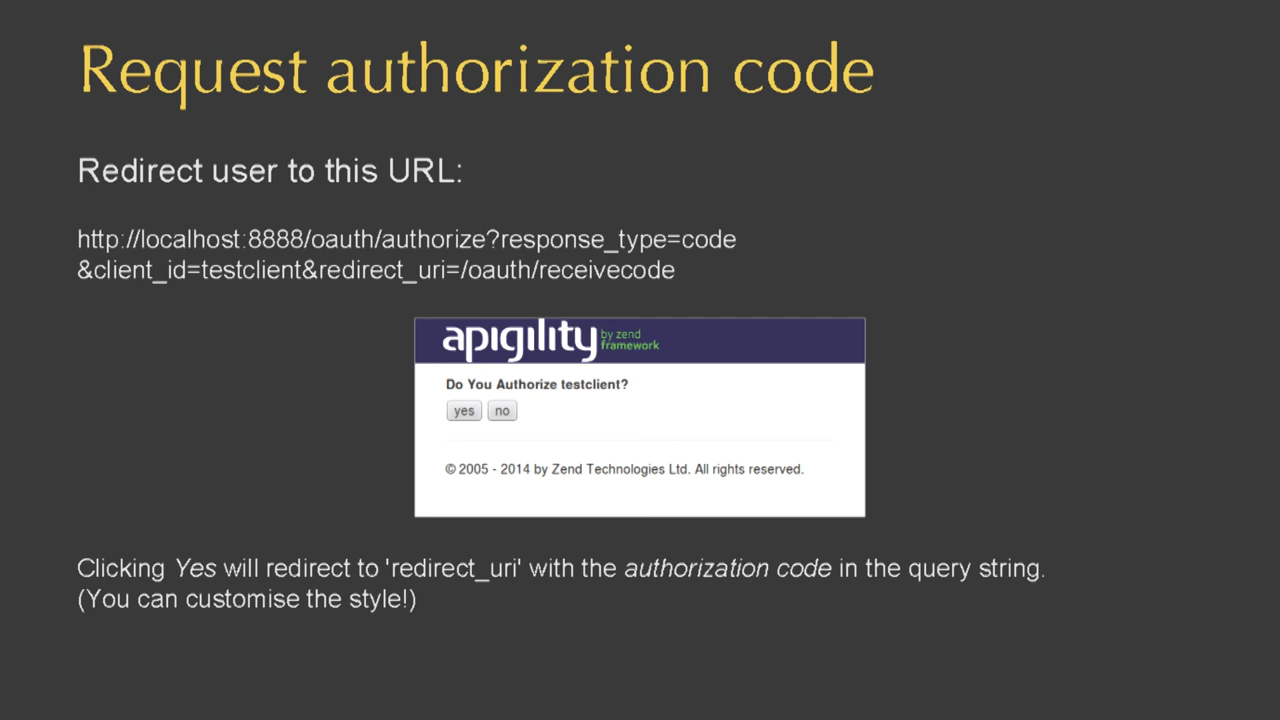 Request authorization code
Redirect user to this URL:
http://localhost:8888/oauth/authorize?response_type=code
&client_id=testclient&redirect_uri=/oauth/receivecode
apigility by zend
framework
Do You Authorize testclient?
yes no
© 2005 - 2014 by Zend Technologies Ltd. All rights reserved.
Clicking Yes will redirect to 'redirect_uri' with the authorization code in the query string.
(You can customise the style!)